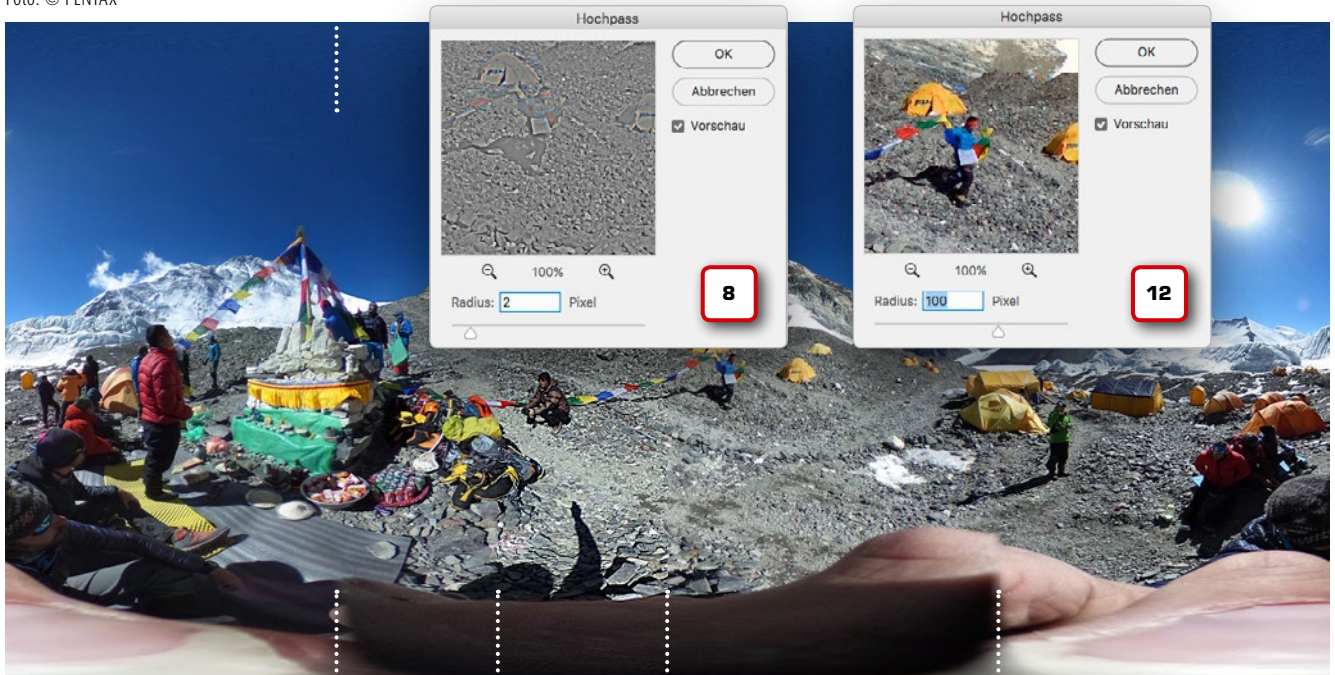 Foto: © PENTAX
Hochpass
OK
Abbrechen
Vorschau
100%
Radius: 2 Pixel
8
Hochpass
OK
Abbrechen
Vorschau
100%
Radius: 100 Pixel
12